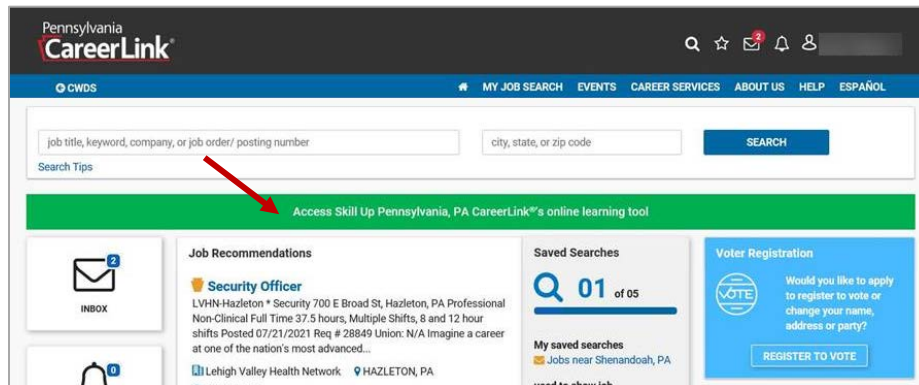 Pennsylvania
CareerLink®
2
CWDS
MY JOB SEARCH EVENTS CAREER SERVICES ABOUT US HELP ESPAÑOL
job title, keyword, company, or job order/ posting number
city, state, or zip code
SEARCH
Search Tips
Access Skill Up Pennsylvania, PA CareerLink®'s online learning tool
2
INBOX
0
Job Recommendations
Security Officer
LVHN-Hazleton * Security 700 E Broad St, Hazleton, PA Professional
Non-Clinical Full Time 37.5 hours, Multiple Shifts, 8 and 12 hour
shifts Posted 07/21/2021 Req # 28849 Union: N/A Imagine a career
at one of the nation's most advanced...
Lehigh Valley Health Network HAZLETON, PA
Saved Searches
01 of 05
My saved searches
Jobs near Shenandoah, PA
used to show job
Voter Registration
VOTE
Would you like to apply
to register to vote or
change your name,
address or party?
REGISTER TO VOTE